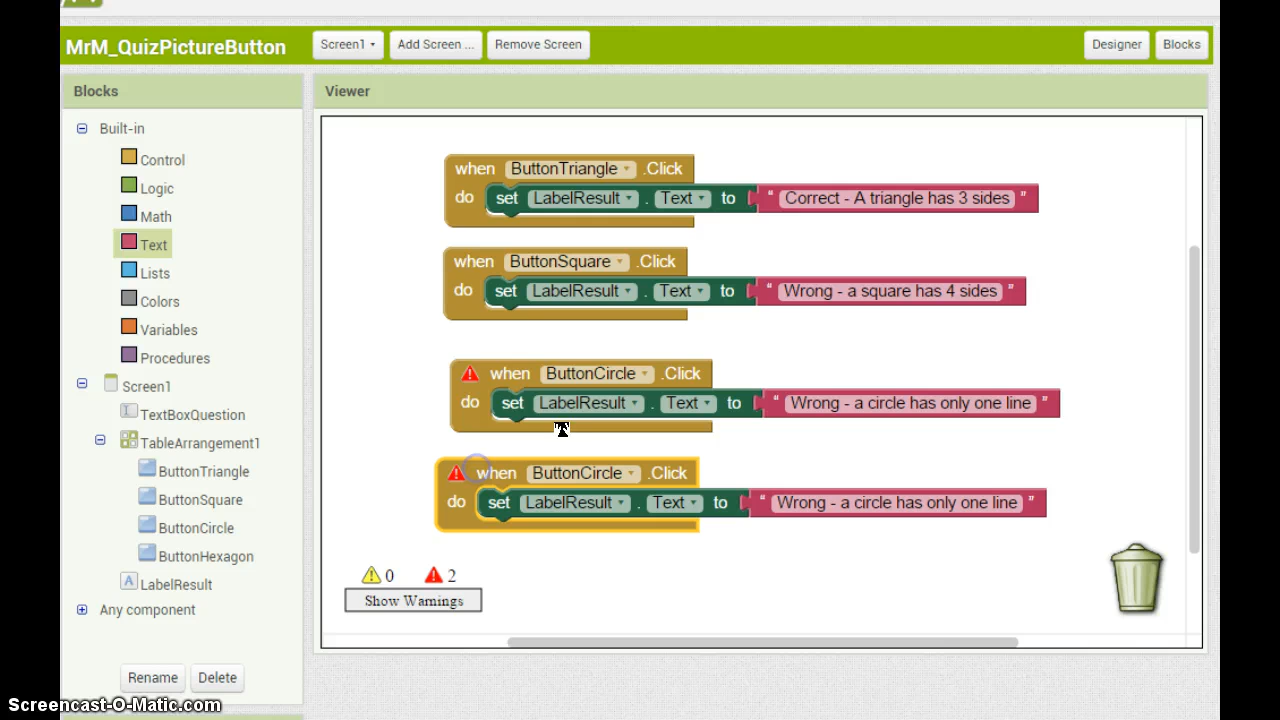 MrM_QuizPictureButton
Screen1
Add Screen ...
Remove Screen
Designer
Blocks
Blocks
Viewer
Built-in
Control
Logic
Math
Text
Lists
Colors
Variables
Procedures
Screen1
TextBoxQuestion
TableArrangement1
ButtonTriangle
ButtonSquare
ButtonCircle
ButtonHexagon
A LabelResult
Any component
Rename
Delete
when ButtonTriangle .Click
do set LabelResult . Text to " Correct - A triangle has 3 sides "
when ButtonSquare .Click
do set LabelResult . Text to " Wrong - a square has 4 sides "
when ButtonCircle .Click
do set LabelResult . Text to " Wrong - a circle has only one line "
when ButtonCircle .Click
do set LabelResult . Text to " Wrong - a circle has only one line "
0 2
Show Warnings
Screencast-O-Matic.com